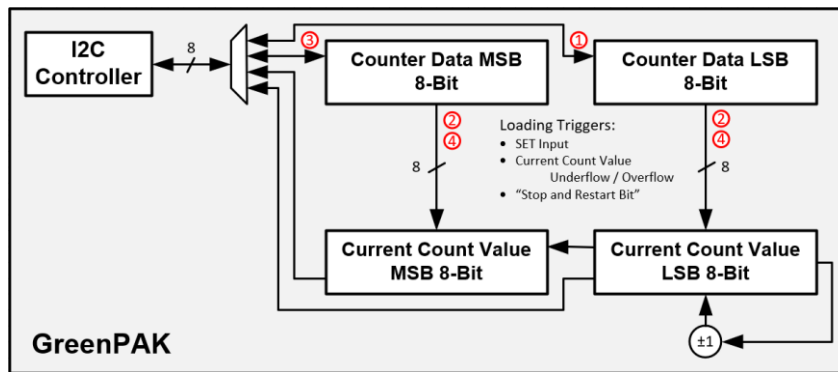 I2C
Controller
8
③
Counter Data MSB
8-Bit
①
Counter Data LSB
8-Bit
②
④
8
Loading Triggers:
• SET Input
• Current Count Value
Underflow / Overflow
• “Stop and Restart Bit”
②
④
8
Current Count Value
MSB 8-Bit
Current Count Value
LSB 8-Bit
±1
GreenPAK